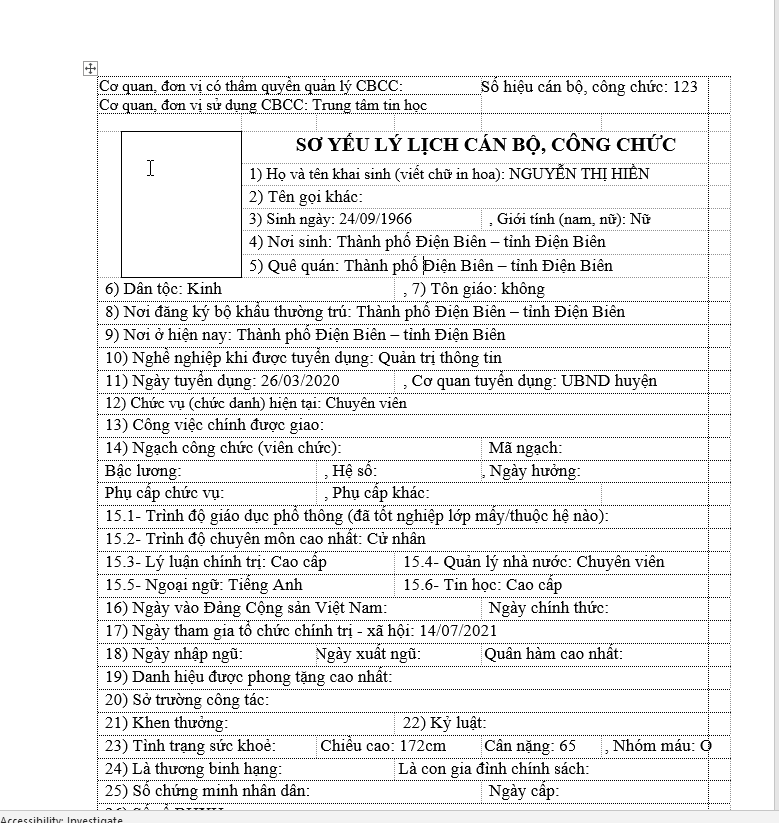 Cơ quan, đơn vị có thẩm quyền quản lý CBCC: Số hiệu cán bộ, công chức: 123
Cơ quan, đơn vị sử dụng CBCC: Trung tâm tin học
SƠ YẾU LÝ LỊCH CÁN BỘ, CÔNG CHỨC
1) Họ và tên khai sinh (viết chữ in hoa): NGUYỄN THỊ HIỀN
2) Tên gọi khác:
3) Sinh ngày: 24/09/1966 , Giới tính (nam, nữ): Nữ
4) Nơi sinh: Thành phố Điện Biên – tỉnh Điện Biên
5) Quê quán: Thành phố Điện Biên – tỉnh Điện Biên
6) Dân tộc: Kinh , 7) Tôn giáo: không
8) Nơi đăng ký bộ khẩu thường trú: Thành phố Điện Biên – tỉnh Điện Biên
9) Nơi ở hiện nay: Thành phố Điện Biên – tỉnh Điện Biên
10) Nghề nghiệp khi được tuyển dụng: Quản trị thông tin
11) Ngày tuyển dụng: 26/03/2020 , Cơ quan tuyển dụng: UBND huyện
12) Chức vụ (chức danh) hiện tại: Chuyên viên
13) Công việc chính được giao:
14) Ngạch công chức (viên chức): Mã ngạch:
Bậc lương: , Hệ số: , Ngày hưởng:
Phụ cấp chức vụ: , Phụ cấp khác:
15.1- Trình độ giáo dục phổ thông (đã tốt nghiệp lớp mấy/thuộc hệ nào):
15.2- Trình độ chuyên môn cao nhất: Cử nhân
15.3- Lý luận chính trị: Cao cấp 15.4- Quản lý nhà nước: Chuyên viên
15.5- Ngoại ngữ: Tiếng Anh 15.6- Tin học: Cao cấp
16) Ngày vào Đảng Cộng sản Việt Nam: Ngày chính thức:
17) Ngày tham gia tổ chức chính trị - xã hội: 14/07/2021
18) Ngày nhập ngũ: Ngày xuất ngũ: Quân hàm cao nhất:
19) Danh hiệu được phong tặng cao nhất:
20) Sở trường công tác:
21) Khen thưởng: 22) Kỷ luật:
23) Tình trạng sức khoẻ: Chiều cao: 172cm Cân nặng: 65 , Nhóm máu: O
24) Là thương binh hạng: Là con gia đình chính sách:
25) Số chứng minh nhân dân: Ngày cấp:
Accessibility: Investigate